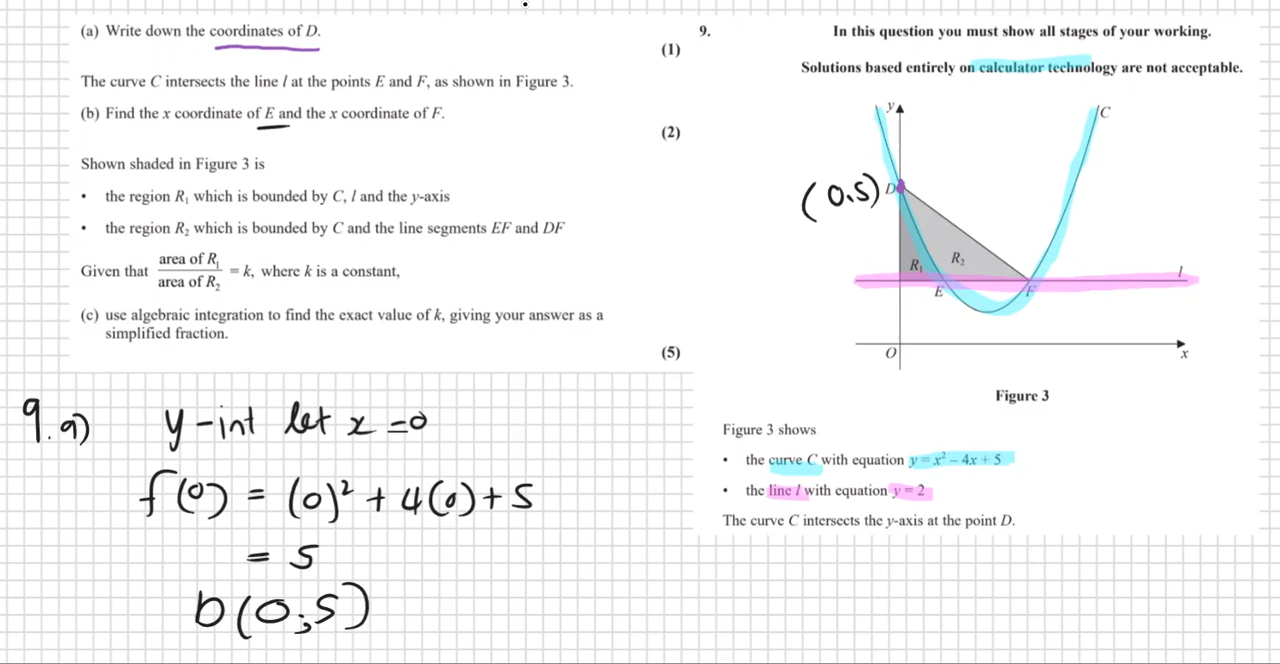 (a) Write down the coordinates of D.
(1)
The curve C intersects the line l at the points E and F, as shown in Figure 3.
(b) Find the x coordinate of E and the x coordinate of F.
(2)
Shown shaded in Figure 3 is
• the region R₁ which is bounded by C, l and the y-axis
• the region R₂ which is bounded by C and the line segments EF and DF
Given that area of R₁ / area of R₂ = k, where k is a constant,
(c) use algebraic integration to find the exact value of k, giving your answer as a
simplified fraction.
(5)
9. a) y-int let x = 0
f(0) = (0)² + 4(0) + 5
= 5
b(0;5)
9. In this question you must show all stages of your working.
Solutions based entirely on calculator technology are not acceptable.
y
C
(0,5) D
R₂
R₁
l
E
F
O
x
Figure 3
Figure 3 shows
• the curve C with equation y = x² – 4x + 5
• the line l with equation y = 2
The curve C intersects the y-axis at the point D.